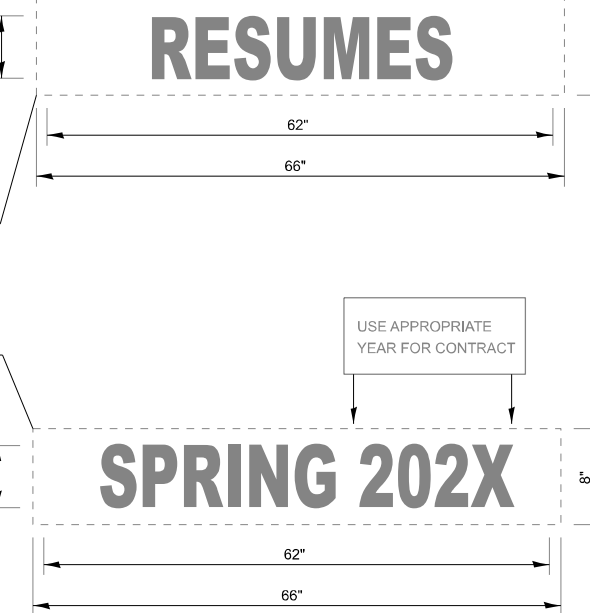 RESUMES
62"
66"
USE APPROPRIATE
YEAR FOR CONTRACT
SPRING 202X
8"
62"
66"